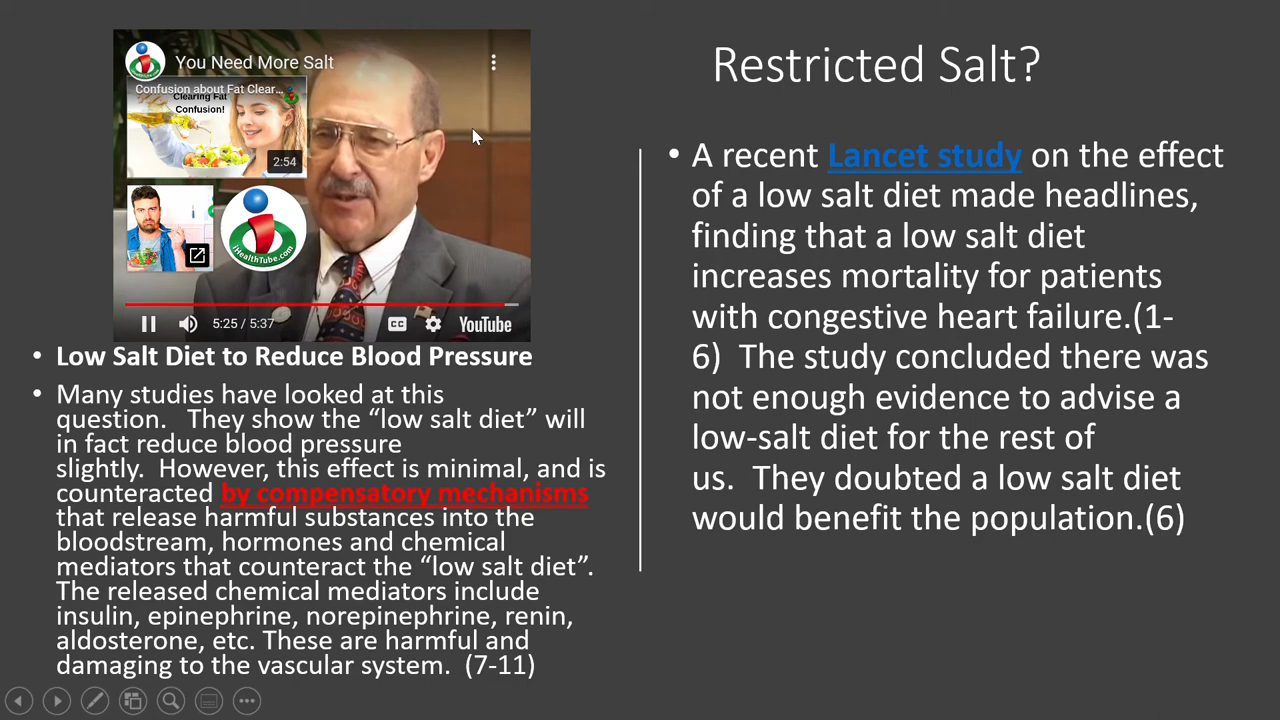 You Need More Salt
Confusion about Fat Clear...
Clearing Fat
Confusion!
2:54
iHealthTube.com
5:25 / 5:37
CC
YouTube
• Low Salt Diet to Reduce Blood Pressure
• Many studies have looked at this
question.   They show the “low salt diet” will
in fact reduce blood pressure
slightly.  However, this effect is minimal, and is
counteracted by compensatory mechanisms
that release harmful substances into the
bloodstream, hormones and chemical
mediators that counteract the “low salt diet”.
The released chemical mediators include
insulin, epinephrine, norepinephrine, renin,
aldosterone, etc. These are harmful and
damaging to the vascular system.  (7-11)
Restricted Salt?
• A recent Lancet study on the effect
of a low salt diet made headlines,
finding that a low salt diet
increases mortality for patients
with congestive heart failure.(1-
6)  The study concluded there was
not enough evidence to advise a
low-salt diet for the rest of
us.  They doubted a low salt diet
would benefit the population.(6)